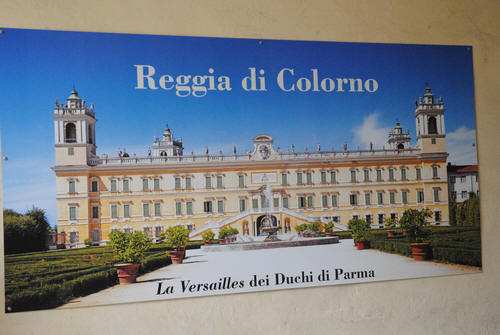 Reggia di Colorno
La Versailles dei Duchi di Parma